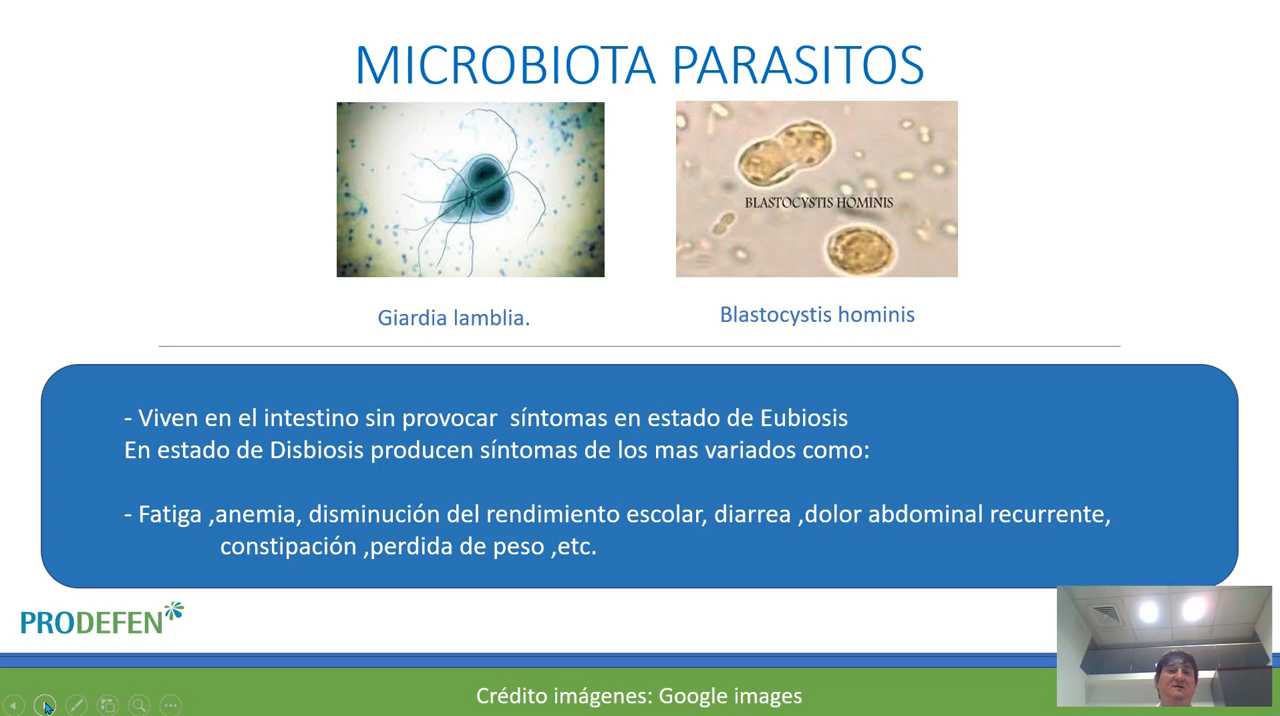 MICROBIOTA PARASITOS
BLASTOCYSTIS HOMINIS
Giardia lamblia.
Blastocystis hominis
- Viven en el intestino sin provocar  síntomas en estado de Eubiosis
En estado de Disbiosis producen síntomas de los mas variados como:
- Fatiga ,anemia, disminución del rendimiento escolar, diarrea ,dolor abdominal recurrente,
constipación ,perdida de peso ,etc.
PRODEFEN
Crédito imágenes: Google images